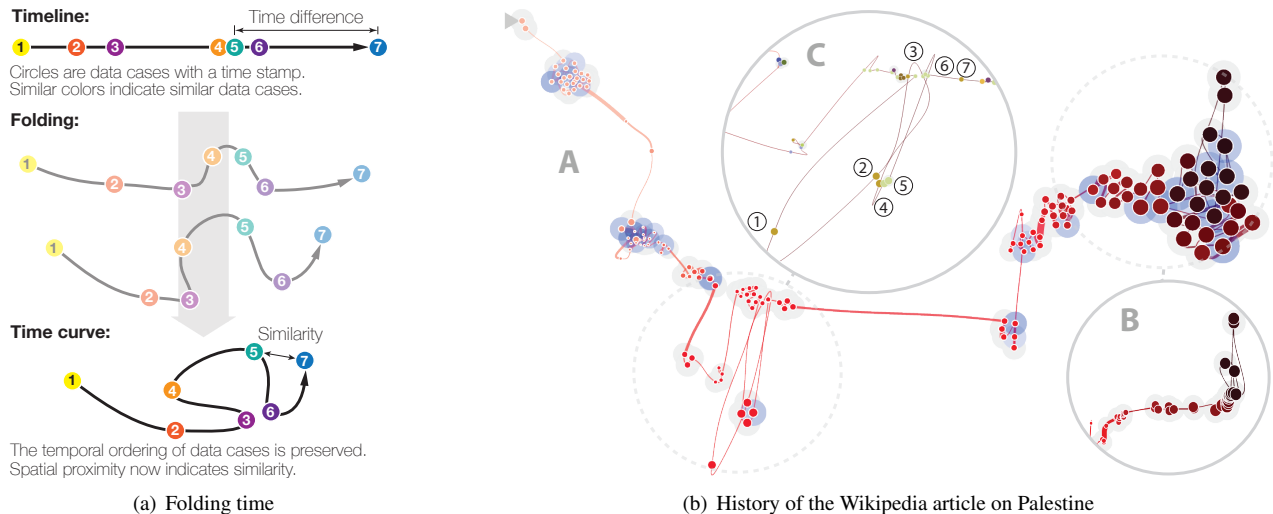 Timeline:
Time difference
1 2 3 4 5 6 7
Circles are data cases with a time stamp.
Similar colors indicate similar data cases.
Folding:
1 2 3 4 5 6 7
1 2 3 4 5 6 7
Time curve:
Similarity
1 2 3 4 5 6 7
The temporal ordering of data cases is preserved.
Spatial proximity now indicates similarity.
(a) Folding time
A
C
1 2 3 4 5 6 7
B
(b) History of the Wikipedia article on Palestine